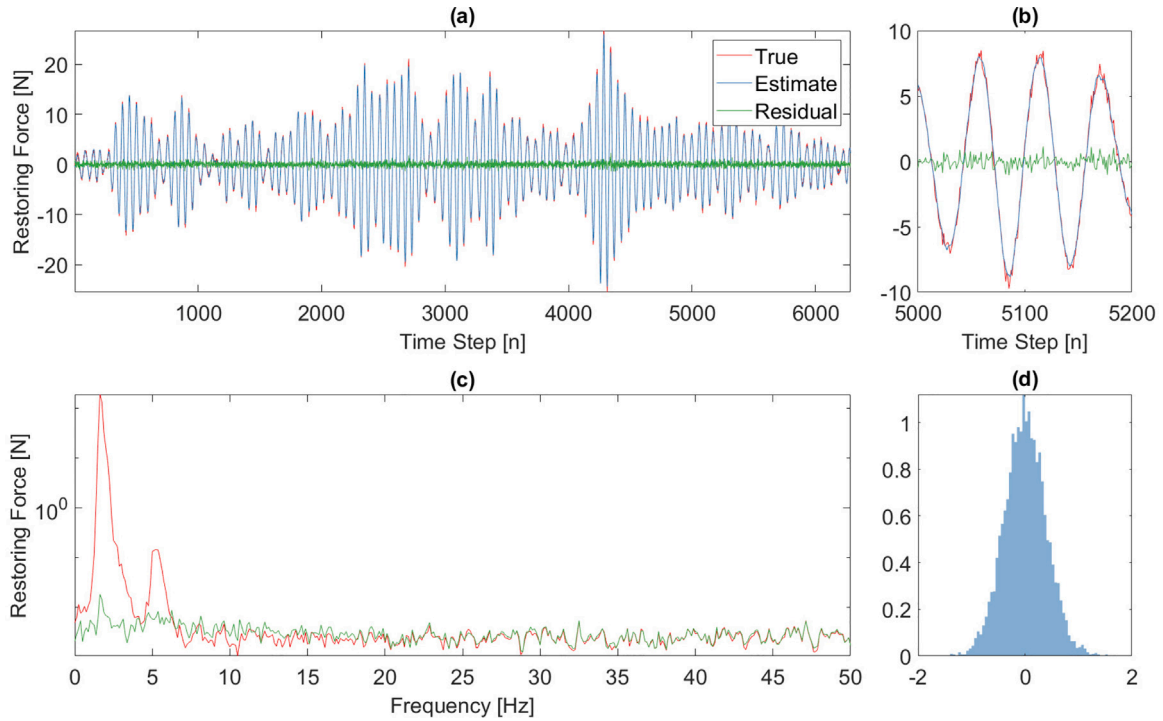 (a)
Restoring Force [N]
20
10
0
-10
-20
True
Estimate
Residual
1000 2000 3000 4000 5000 6000
Time Step [n]
(b)
10
5
0
-5
-10
5000 5100 5200
Time Step [n]
(c)
Restoring Force [N]
10^0
0 5 10 15 20 25 30 35 40 45 50
Frequency [Hz]
(d)
1
0.8
0.6
0.4
0.2
0
-2 0 2